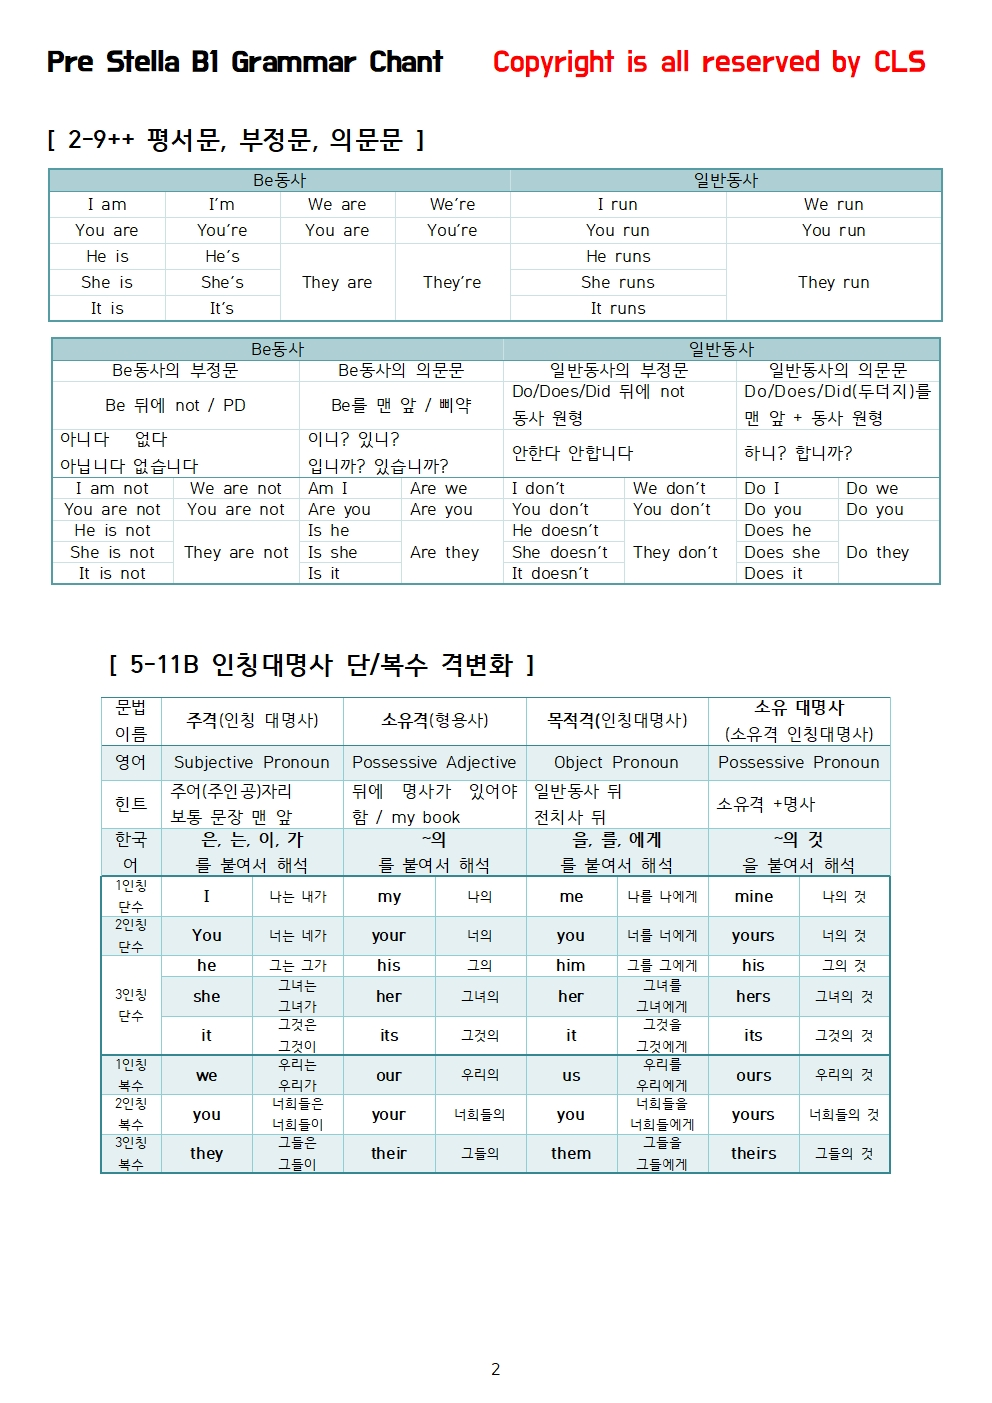 Pre Stella B1 Grammar Chant Copyright is all reserved by CLS
[ 2-9++ 평서문, 부정문, 의문문 ]
Be동사 일반동사
I am I'm We are We're I run We run
You are You're You are You're You run You run
He is He's They are They're He runs They run
She is She's She runs
It is It's It runs
Be동사 일반동사
Be동사의 부정문 Be동사의 의문문 일반동사의 부정문 일반동사의 의문문
Be 뒤에 not / PD Be를 맨 앞 / 삐약 Do/Does/Did 뒤에 not Do/Does/Did(두더지)를
동사 원형 맨 앞 + 동사 원형
아니다 없다 이니? 있니? 안한다 안합니다 하니? 합니까?
아닙니다 없습니다 입니까? 있습니까?
I am not We are not Am I Are we I don't We don't Do I Do we
You are not You are not Are you Are you You don't You don't Do you Do you
He is not They are not Is he Are they He doesn't They don't Does he Do they
She is not Is she She doesn't Does she
It is not Is it It doesn't Does it
[ 5-11B 인칭대명사 단/복수 격변화 ]
문법 주격(인칭 대명사) 소유격(형용사) 목적격(인칭대명사) 소유 대명사
이름 (소유격 인칭대명사)
영어 Subjective Pronoun Possessive Adjective Object Pronoun Possessive Pronoun
힌트 주어(주인공)자리 뒤에 명사가 있어야 일반동사 뒤 소유격 +명사
보통 문장 맨 앞 함 / my book 전치사 뒤
한국 은, 는, 이, 가 ~의 을, 를, 에게 ~의 것
어 를 붙여서 해석 를 붙여서 해석 를 붙여서 해석 을 붙여서 해석
1인칭 I 나는 내가 my 나의 me 나를 나에게 mine 나의 것
단수
2인칭 You 너는 네가 your 너의 you 너를 너에게 yours 너의 것
단수
3인칭 he 그는 그가 his 그의 him 그를 그에게 his 그의 것
단수 she 그녀는 her 그녀의 her 그녀를 hers 그녀의 것
그녀가 그녀에게
it 그것은 its 그것의 it 그것을 its 그것의 것
그것이 그것에게
1인칭 we 우리는 our 우리의 us 우리를 ours 우리의 것
복수 우리가 우리에게
2인칭 you 너희들은 your 너희들의 you 너희들을 yours 너희들의 것
복수 너희들이 너희들에게
3인칭 they 그들은 their 그들의 them 그들을 theirs 그들의 것
복수 그들이 그들에게
2